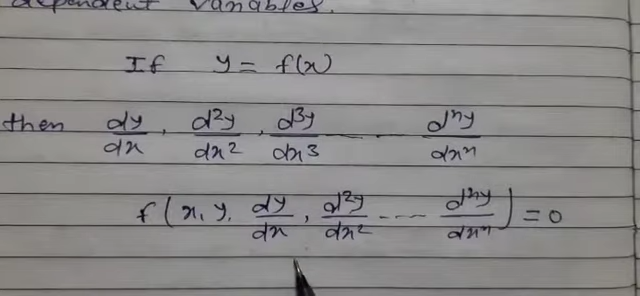 dependent variables.
If y = f(x)
then dy/dx, d²y/dx², d³y/dx³ - - - dⁿy/dxⁿ
f(x, y, dy/dx, d²y/dx² ---- dⁿy/dxⁿ) = 0